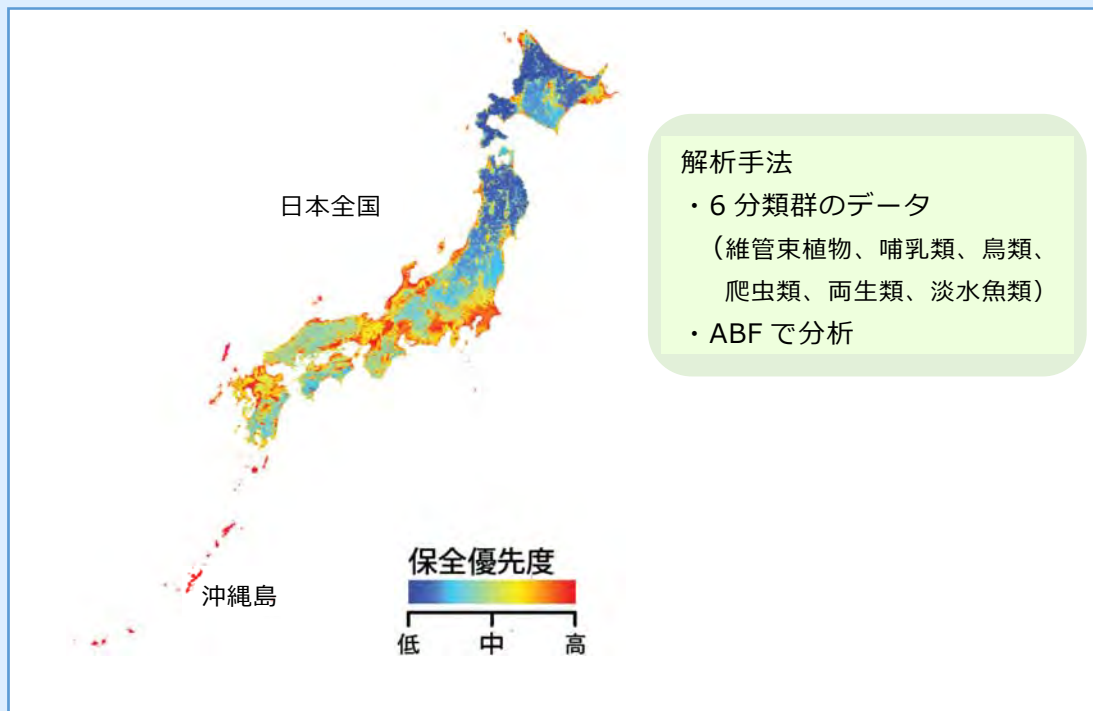 日本全国
沖縄島
保全優先度
低 中 高
解析手法
・6 分類群のデータ
（維管束植物、哺乳類、鳥類、
爬虫類、両生類、淡水魚類）
・ABF で分析